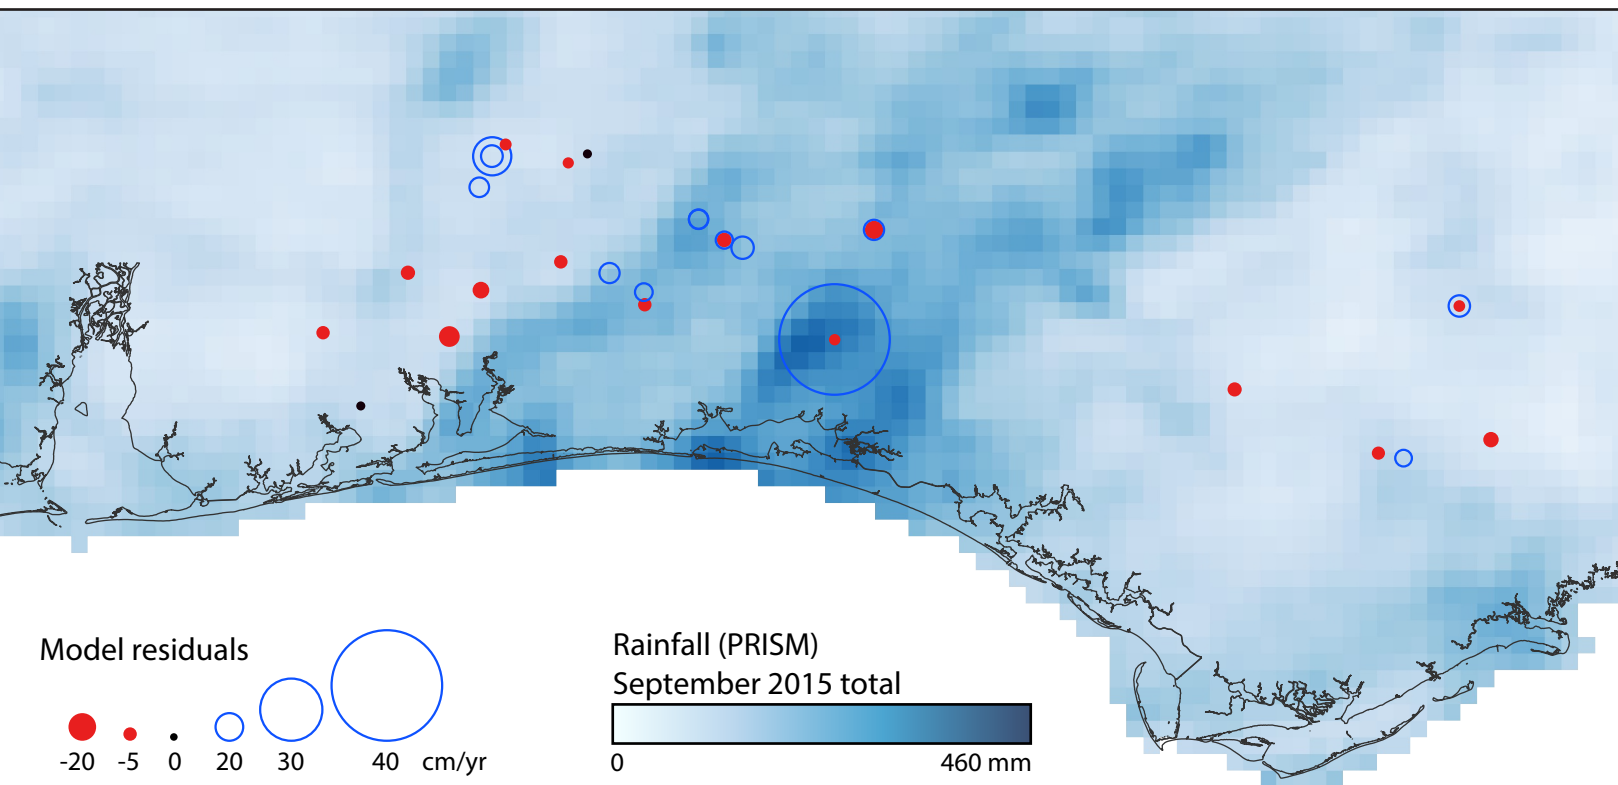 Model residuals
-20 -5 0 20 30 40 cm/yr
Rainfall (PRISM)
September 2015 total
0 460 mm